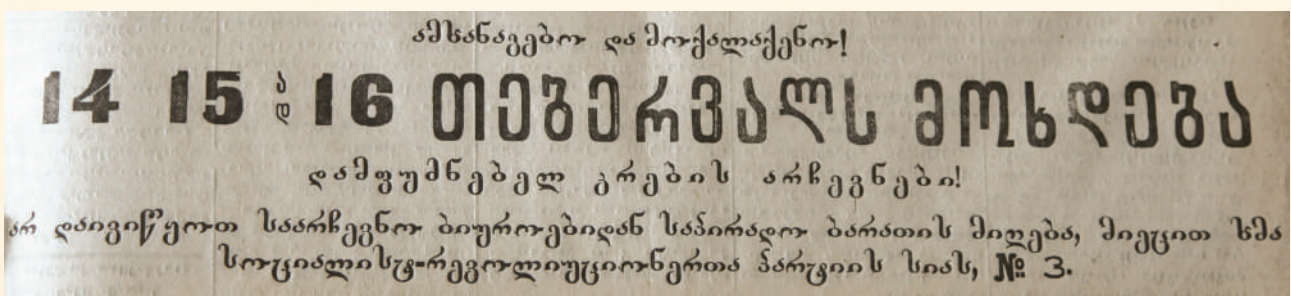 ამხანაგებო და მოქალაქენო!
14 15 და 16 თებერვალს მოხდება
დამფუძნებელ კრების არჩევნები!
არ დაივიწყოთ საარჩევნო ბიუროებიდან საპირადო ბარათის მიღება, მიეცით ხმა
სოციალისტ-რევოლიუციონერთა პარტიის სიას, № 3.